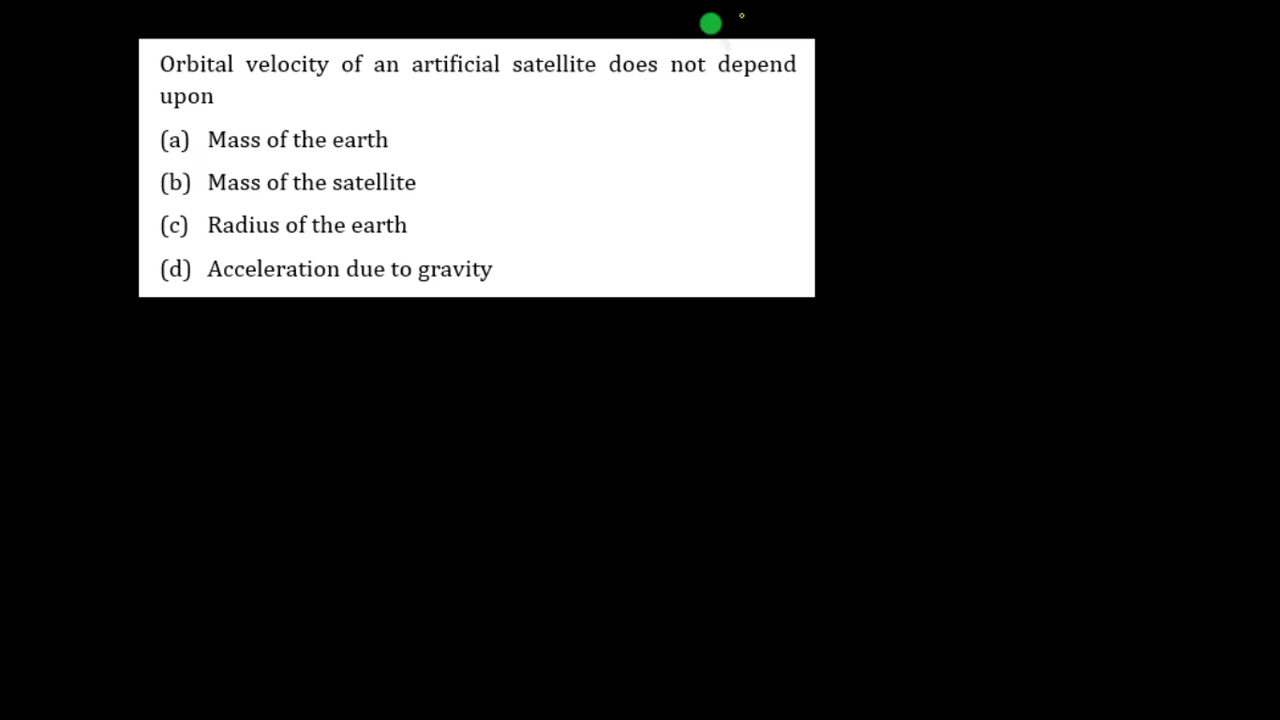 Orbital velocity of an artificial satellite does not depend
upon
(a) Mass of the earth
(b) Mass of the satellite
(c) Radius of the earth
(d) Acceleration due to gravity